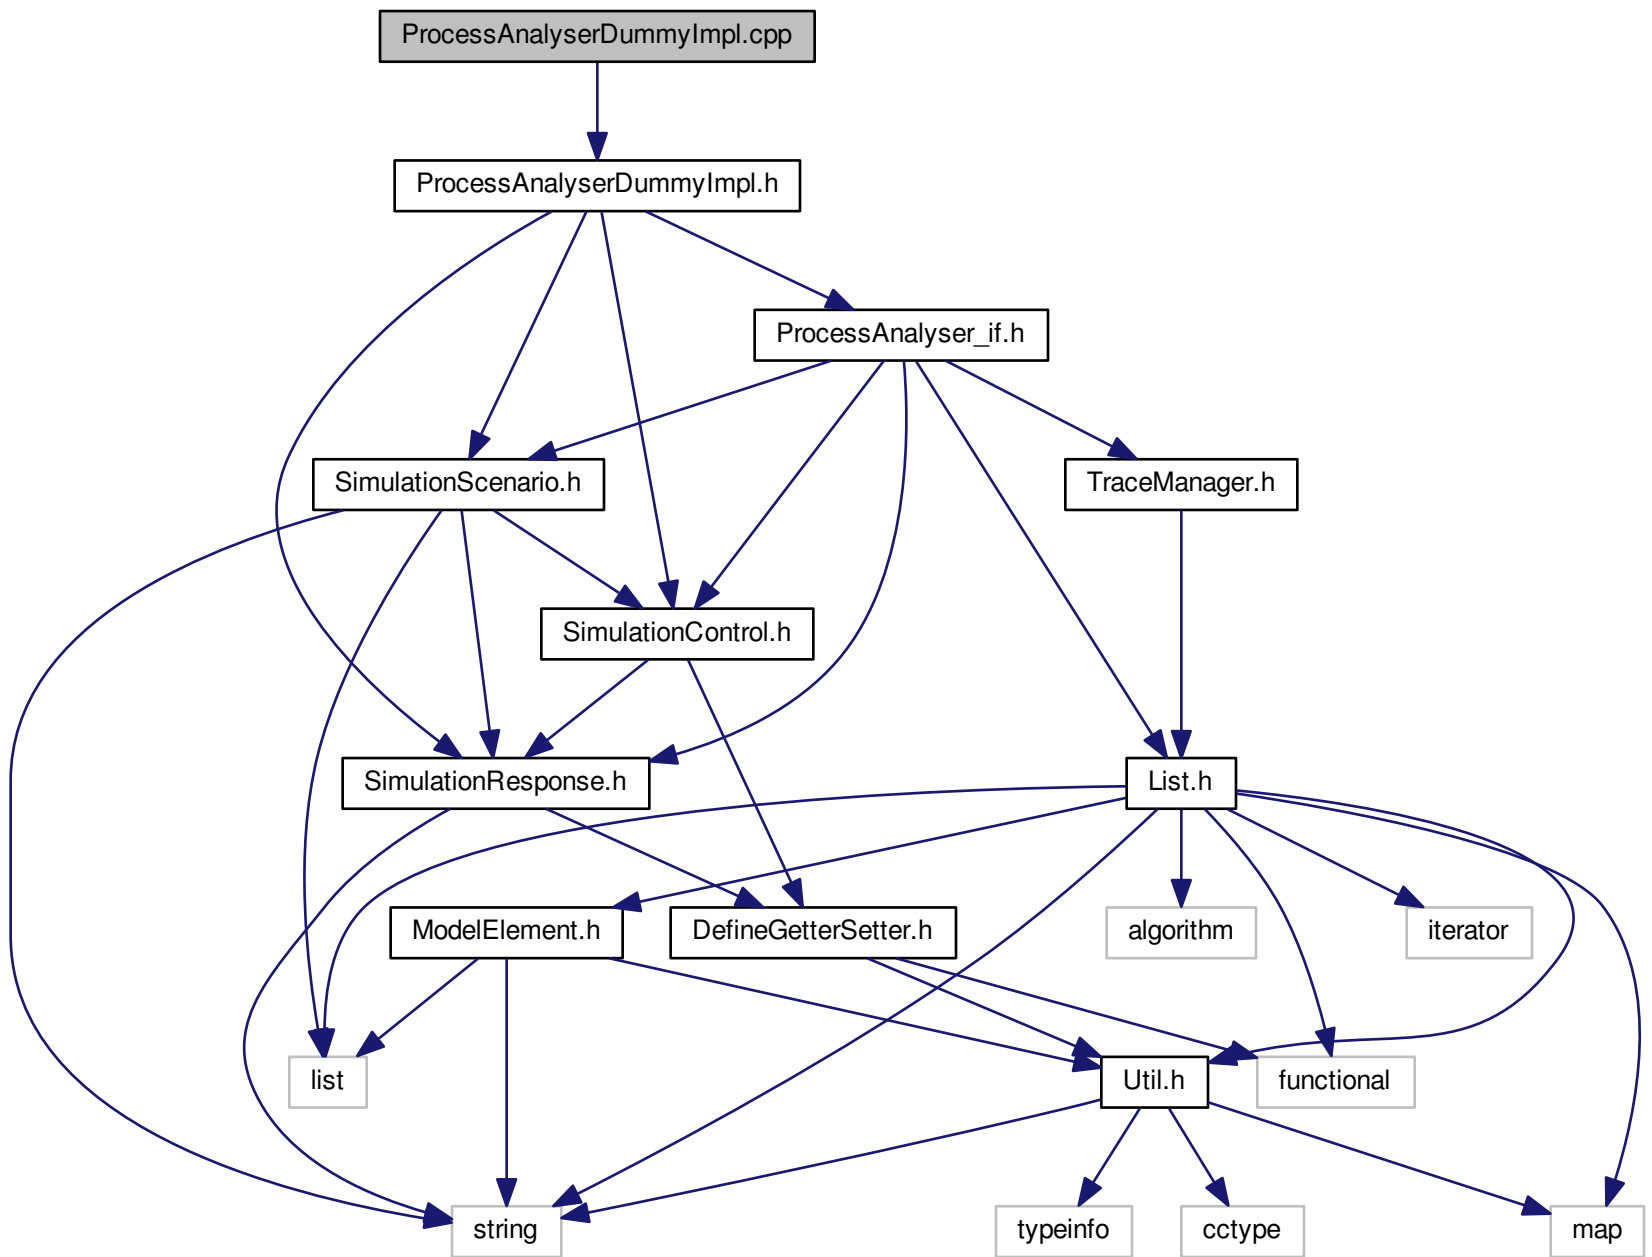 ProcessAnalyserDummyImpl.cpp
ProcessAnalyserDummyImpl.h
ProcessAnalyser_if.h
SimulationScenario.h
TraceManager.h
SimulationControl.h
SimulationResponse.h
List.h
ModelElement.h
DefineGetterSetter.h
algorithm
iterator
list
Util.h
functional
string
typeinfo
cctype
map